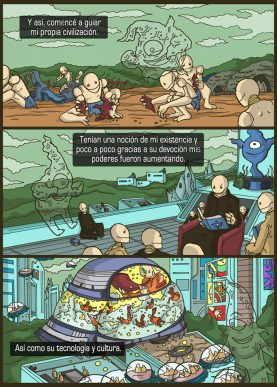 Y así, comencé a guiar
mi propia civilización.
Tenían una noción de mi existencia y
poco a poco gracias a su devoción mis
poderes fueron aumentando.
Así como su tecnología y cultura.